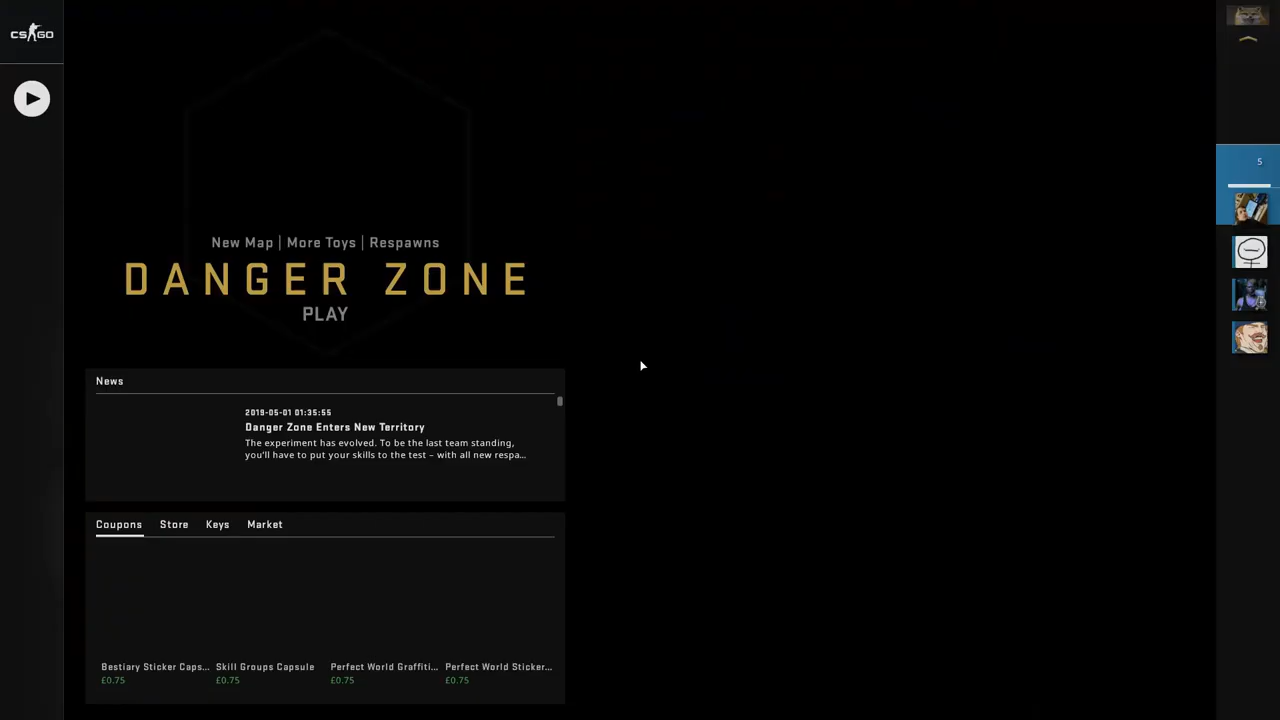 CS GO
5
New Map | More Toys | Respawns
DANGER ZONE
PLAY
News
2019-05-01 01:35:55
Danger Zone Enters New Territory
The experiment has evolved. To be the last team standing,
you'll have to put your skills to the test – with all new respa...
Coupons Store Keys Market
Bestiary Sticker Caps... Skill Groups Capsule Perfect World Graffiti... Perfect World Sticker...
£0.75 £0.75 £0.75 £0.75